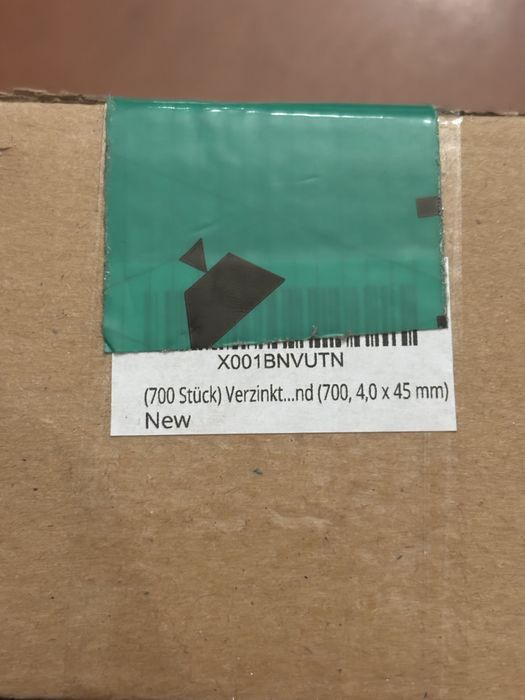 X001BNVUTN
(700 Stück) Verzinkt...nd (700, 4,0 x 45 mm)
New